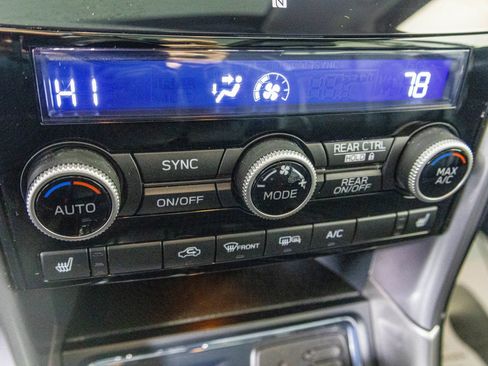 HI 78
SYNC
REAR CTRL
HOLD
AUTO
ON/OFF
MODE
REAR
ON/OFF
MAX
A/C
FRONT
A/C